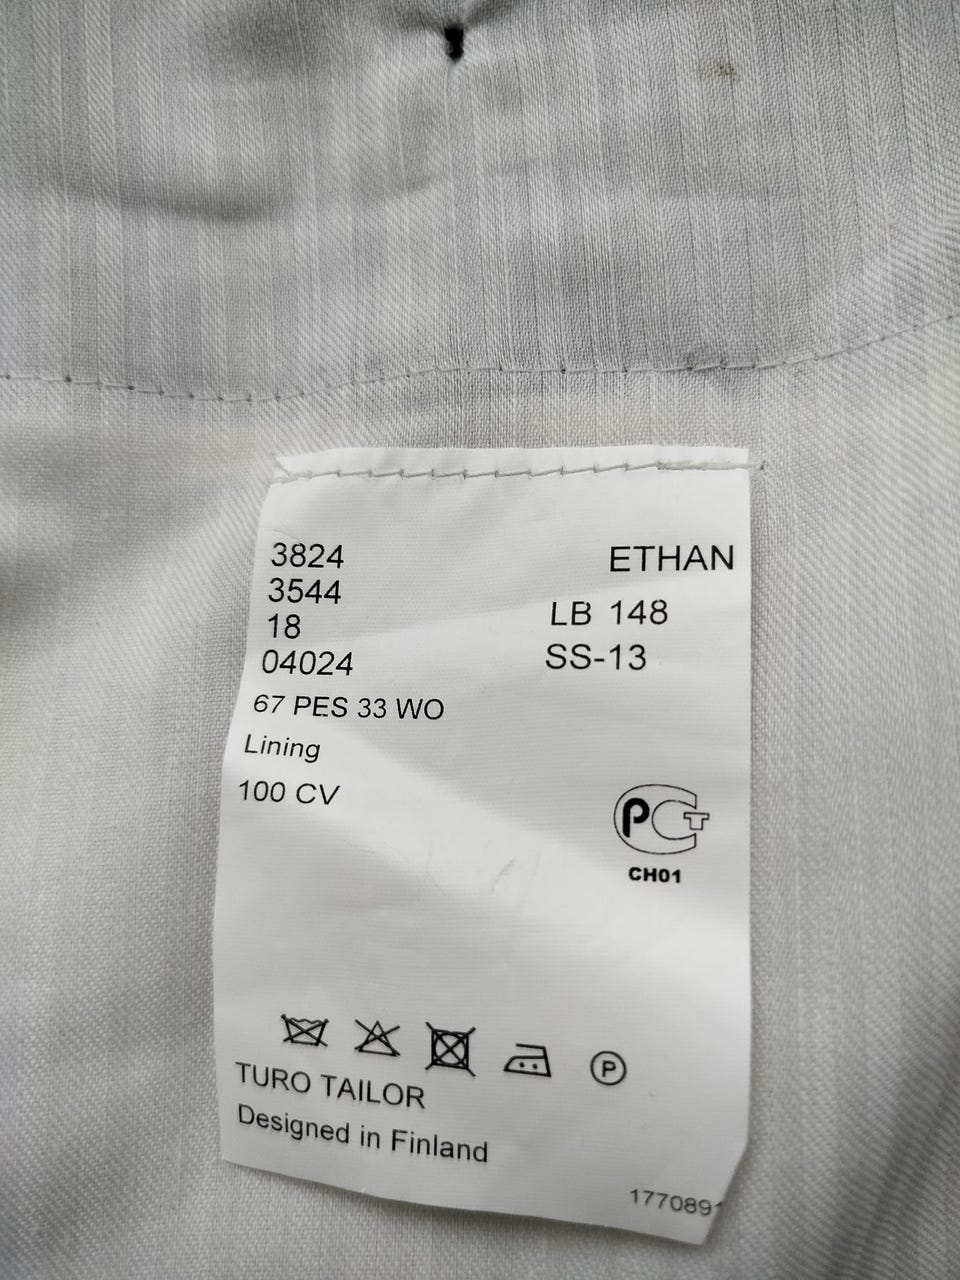 3824
3544
18
04024
ETHAN
LB 148
SS-13
67 PES 33 WO
Lining
100 CV
РСТ
CH01
P
TURO TAILOR
Designed in Finland
177089